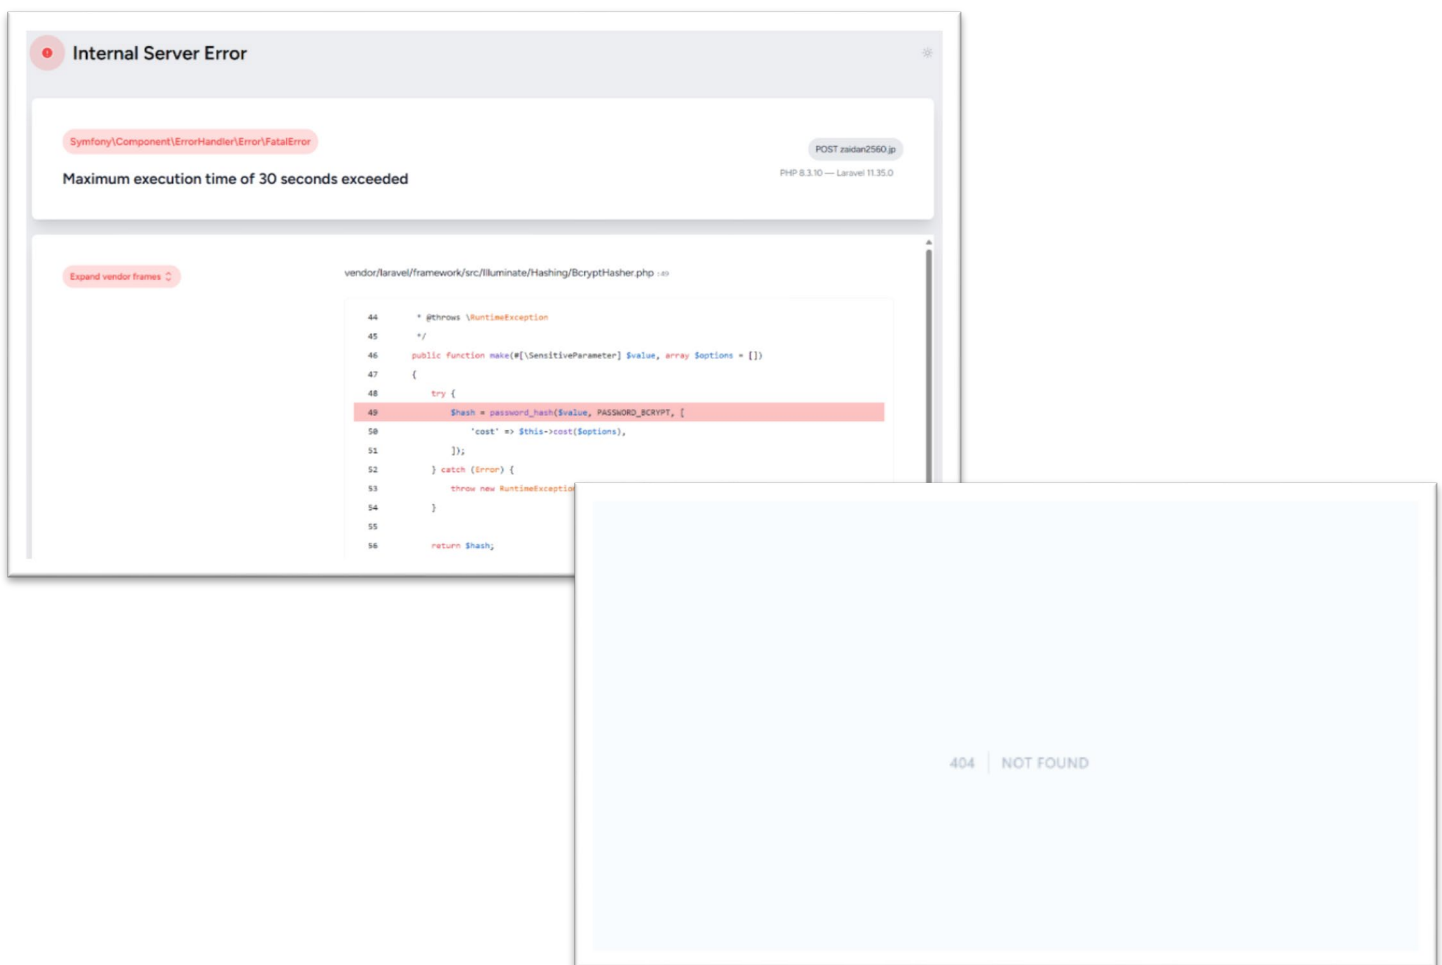 Internal Server Error
Symfony\Component\ErrorHandler\Error\FatalError
POST zaidan2560.jp
Maximum execution time of 30 seconds exceeded
PHP 8.3.10 — Laravel 11.35.0
Expand vendor frames
vendor/laravel/framework/src/Illuminate/Hashing/BcryptHasher.php :49
44 * @throws \RuntimeException
45 */
46 public function make(#[\SensitiveParameter] $value, array $options = [])
47 {
48 try {
49 $hash = password_hash($value, PASSWORD_BCRYPT, [
50 'cost' => $this->cost($options),
51 ]);
52 } catch (Error) {
53 throw new RuntimeExceptio
54 }
55
56 return $hash;
404 NOT FOUND